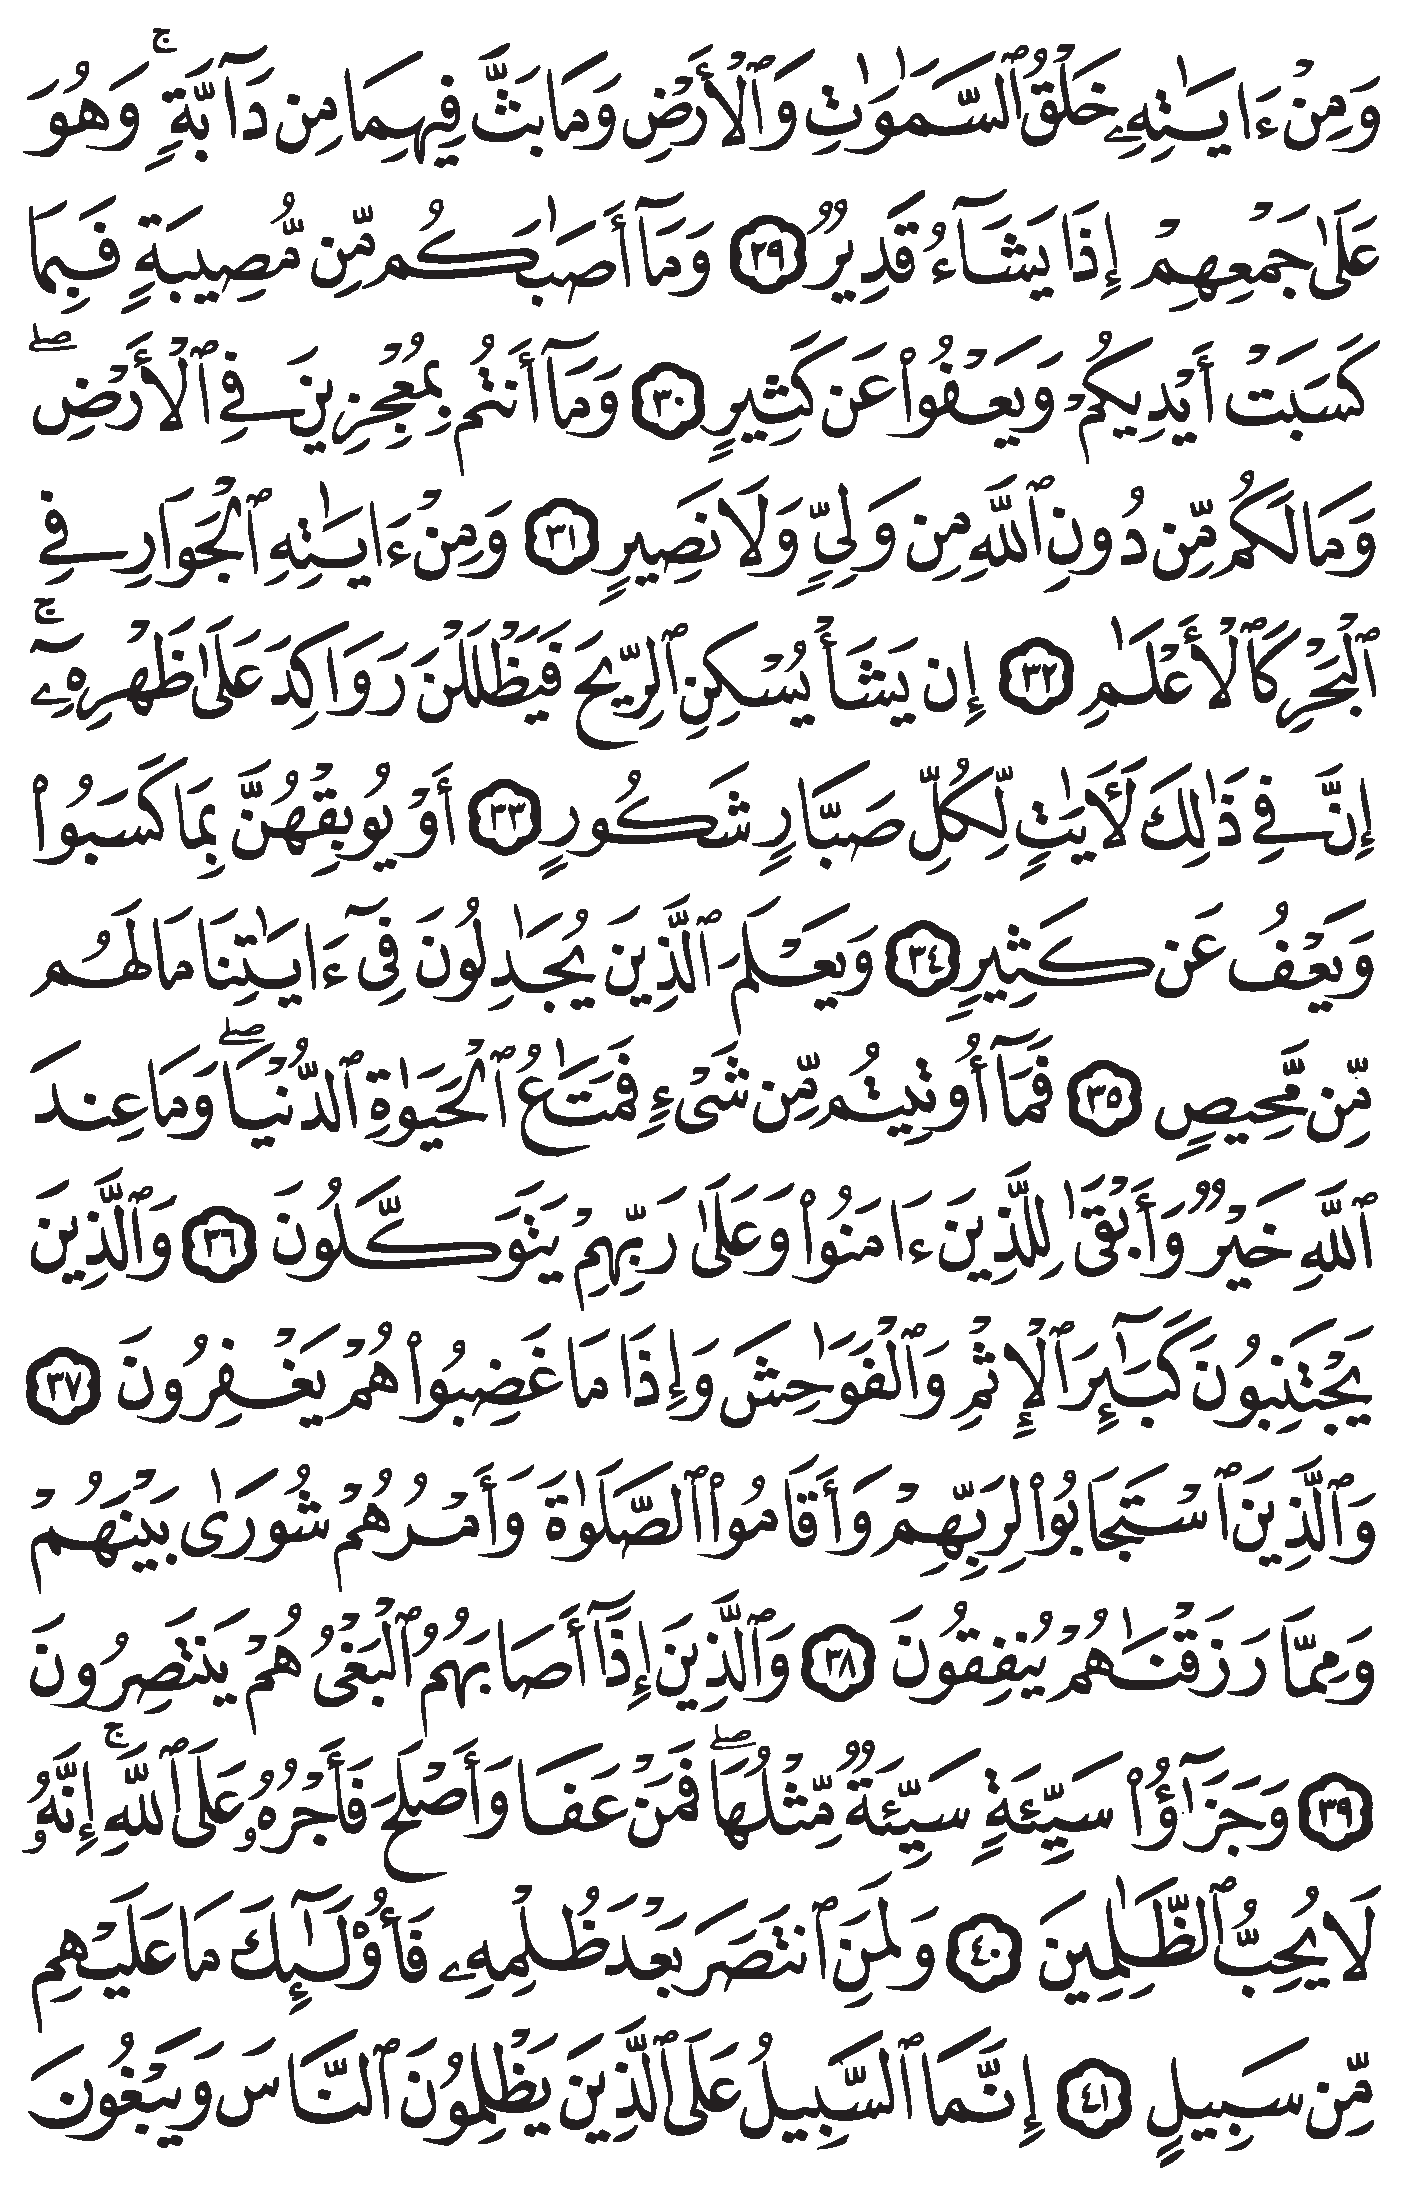 وَمِنْ ءَايَـٰتِهِۦ خَلْقُ ٱلسَّمَـٰوَٰتِ وَٱلْأَرْضِ وَمَا بَثَّ فِيهِمَا مِن دَآبَّةٍ ۚ وَهُوَ
عَلَىٰ جَمْعِهِمْ إِذَا يَشَآءُ قَدِيرٌ ٢٩ وَمَآ أَصَـٰبَكُم مِّن مُّصِيبَةٍ فَبِمَا
كَسَبَتْ أَيْدِيكُمْ وَيَعْفُوا۟ عَن كَثِيرٍ ٣٠ وَمَآ أَنتُم بِمُعْجِزِينَ فِى ٱلْأَرْضِ ۖ
وَمَا لَكُم مِّن دُونِ ٱللَّهِ مِن وَلِىٍّ وَلَا نَصِيرٍ ٣١ وَمِنْ ءَايَـٰتِهِ ٱلْجَوَارِ فِى
ٱلْبَحْرِ كَٱلْأَعْلَـٰمِ ٣٢ إِن يَشَأْ يُسْكِنِ ٱلرِّيحَ فَيَظْلَلْنَ رَوَاكِدَ عَلَىٰ ظَهْرِهِۦٓ ۚ
إِنَّ فِى ذَٰلِكَ لَـَٔايَـٰتٍ لِّكُلِّ صَبَّارٍ شَكُورٍ ٣٣ أَوْ يُوبِقْهُنَّ بِمَا كَسَبُوا۟
وَيَعْفُ عَن كَثِيرٍ ٣٤ وَيَعْلَمَ ٱلَّذِينَ يُجَـٰدِلُونَ فِىٓ ءَايَـٰتِنَا مَا لَهُم
مِّن مَّحِيصٍ ٣٥ فَمَآ أُوتِيتُم مِّن شَىْءٍ فَمَتَـٰعُ ٱلْحَيَوٰةِ ٱلدُّنْيَا ۖ وَمَا عِندَ
ٱللَّهِ خَيْرٌ وَأَبْقَىٰ لِلَّذِينَ ءَامَنُوا۟ وَعَلَىٰ رَبِّهِمْ يَتَوَكَّلُونَ ٣٦ وَٱلَّذِينَ
يَجْتَنِبُونَ كَبَـٰٓئِرَ ٱلْإِثْمِ وَٱلْفَوَٰحِشَ وَإِذَا مَا غَضِبُوا۟ هُمْ يَغْفِرُونَ ٣٧
وَٱلَّذِينَ ٱسْتَجَابُوا۟ لِرَبِّهِمْ وَأَقَامُوا۟ ٱلصَّلَوٰةَ وَأَمْرُهُمْ شُورَىٰ بَيْنَهُمْ
وَمِمَّا رَزَقْنَـٰهُمْ يُنفِقُونَ ٣٨ وَٱلَّذِينَ إِذَآ أَصَابَهُمُ ٱلْبَغْىُ هُمْ يَنتَصِرُونَ
٣٩ وَجَزَٰٓؤُا۟ سَيِّئَةٍ سَيِّئَةٌ مِّثْلُهَا ۖ فَمَنْ عَفَا وَأَصْلَحَ فَأَجْرُهُۥ عَلَى ٱللَّهِ ۚ إِنَّهُۥ
لَا يُحِبُّ ٱلظَّـٰلِمِينَ ٤٠ وَلَمَنِ ٱنتَصَرَ بَعْدَ ظُلْمِهِۦ فَأُو۟لَـٰٓئِكَ مَا عَلَيْهِم
مِّن سَبِيلٍ ٤١ إِنَّمَا ٱلسَّبِيلُ عَلَى ٱلَّذِينَ يَظْلِمُونَ ٱلنَّاسَ وَيَبْغُونَ